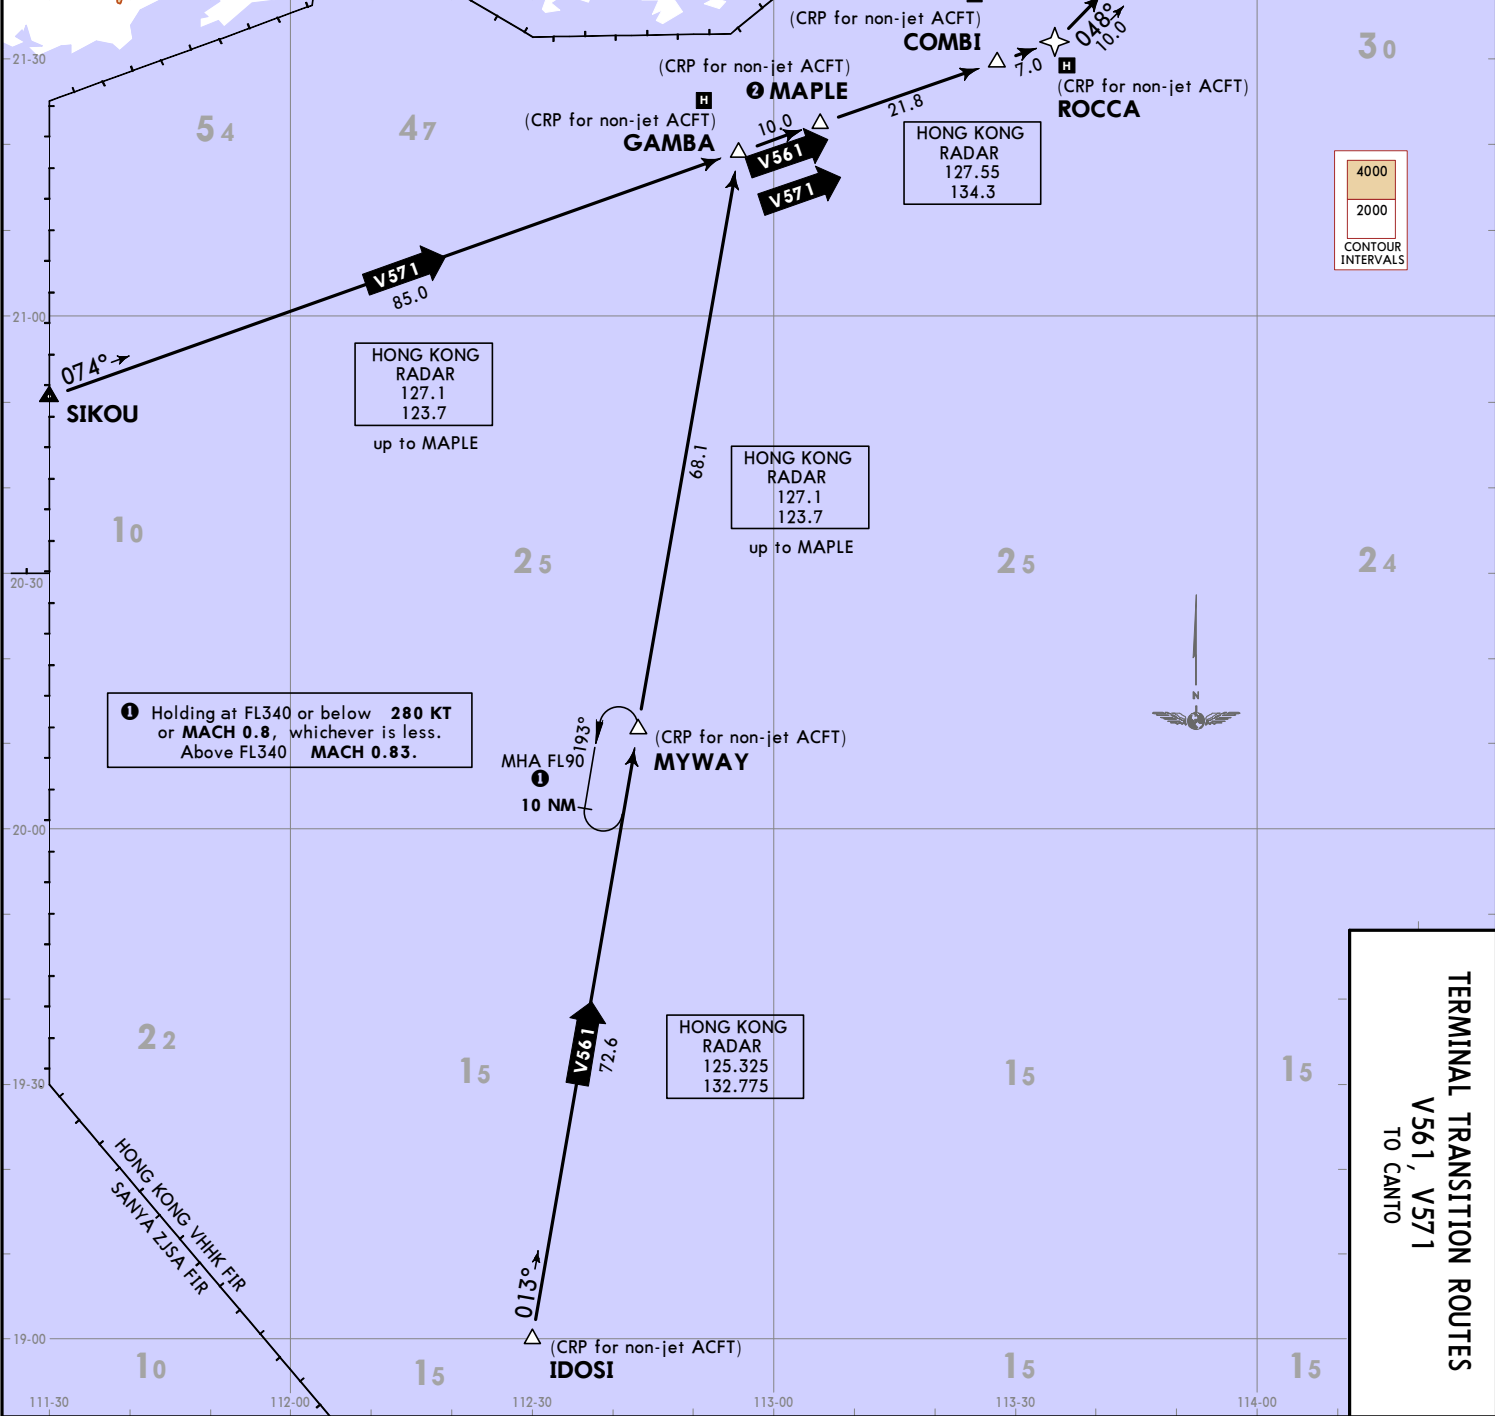 (CRP for non-jet ACFT)
COMBI
048°
10.0
7.0
H
(CRP for non-jet ACFT)
ROCCA
30
21-30
(CRP for non-jet ACFT)
❷ MAPLE
H
(CRP for non-jet ACFT)
GAMBA
10.0
21.8
V561
V571
HONG KONG
RADAR
127.55
134.3
54
47
4000
2000
CONTOUR
INTERVALS
V571
85.0
21-00
074°
SIKOU
HONG KONG
RADAR
127.1
123.7
up to MAPLE
68.1
HONG KONG
RADAR
127.1
123.7
up to MAPLE
10
25
25
24
20-30
N
❶ Holding at FL340 or below 280 KT
or MACH 0.8, whichever is less.
Above FL340 MACH 0.83.
193°
(CRP for non-jet ACFT)
MYWAY
MHA FL90
❶
10 NM
20-00
V561
72.6
HONG KONG
RADAR
125.325
132.775
22
15
15
15
19-30
HONG KONG VHHK FIR
SANYA ZJSA FIR
TERMINAL TRANSITION ROUTES
V561, V571
TO CANTO
013°
(CRP for non-jet ACFT)
IDOSI
19-00
10
15
15
15
111-30
112-00
112-30
113-00
113-30
114-00